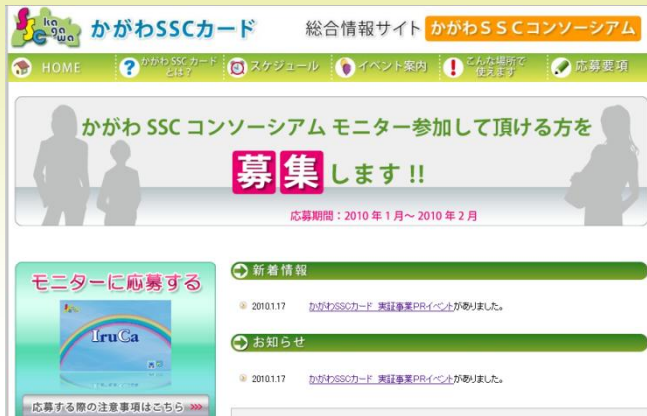 ka
gawa
SSC
かがわSSCカード
総合情報サイト かがわSSCコンソーシアム
HOME
かがわ SSC カード
とは?
スケジュール
イベント案内
こんな場所で
使えます
応募要項
かがわ SSC コンソーシアム モニター参加して頂ける方を
募集します!!
応募期間:2010 年 1 月~ 2010 年 2 月
モニターに応募する
IruCa
応募する際の注意事項はこちら >>>
新着情報
2010.1.17 かがわSSCカード 実証事業PRイベントがありました。
お知らせ
2010.1.17 かがわSSCカード 実証事業PRイベントがありました。